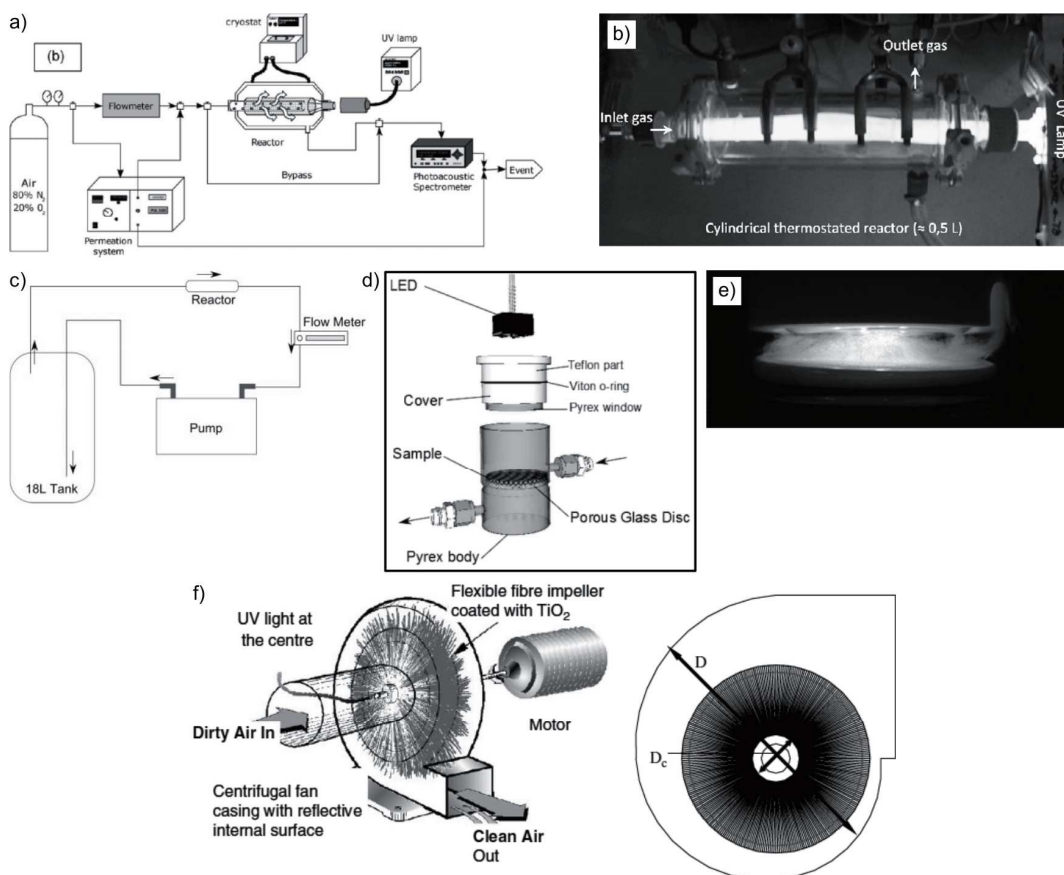 a)
(b)
cryostat
UV lamp
Flowmeter
Reactor
Bypass
Air
80% N₂
20% O₂
Permeation
system
Photoacoustic
Spectrometer
Event
b)
Outlet gas
Inlet gas
UV Lamp
Cylindrical thermostated reactor (≈ 0,5 L)
c)
Reactor
Flow Meter
Pump
18L Tank
d)
LED
Teflon part
Viton o-ring
Cover
Pyrex window
Sample
Porous Glass Disc
Pyrex body
e)
f)
Flexible fibre impeller
coated with TiO₂
UV light at
the centre
Dirty Air In
Motor
Centrifugal fan
casing with reflective
internal surface
Clean Air
Out
D
D_c